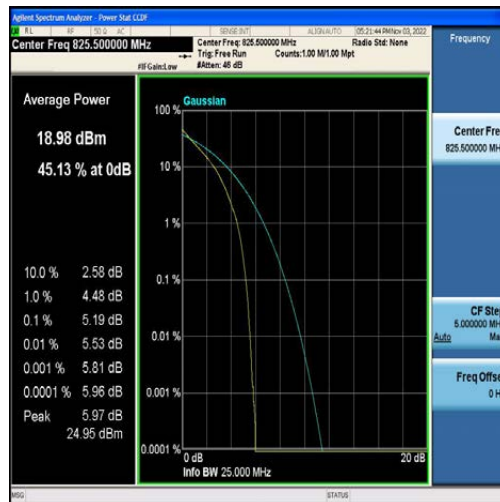 Agilent Spectrum Analyzer - Power Stat CCDF
RL RF 50 Ω AC SENSE:INT ALIGNAUTO 05:21:44 PM Nov 03, 2022
Center Freq 825.500000 MHz
Center Freq: 825.500000 MHz Radio Std: None
Trig: Free Run Counts:1.00 M/1.00 Mpt
#IFGain:Low #Atten: 46 dB
Frequency
Average Power
18.98 dBm
45.13 % at 0dB
10.0 % 2.58 dB
1.0 % 4.48 dB
0.1 % 5.19 dB
0.01 % 5.53 dB
0.001 % 5.81 dB
0.0001 % 5.96 dB
Peak 5.97 dB
24.95 dBm
Gaussian
100 %
10 %
1 %
0.1 %
0.01 %
0.001 %
0.0001 %
0 dB 20 dB
Info BW 25.000 MHz
Center Fre
825.500000 MH
CF Ste
5.000000 MH
Auto Ma
Freq Offse
0 H
MSG STATUS